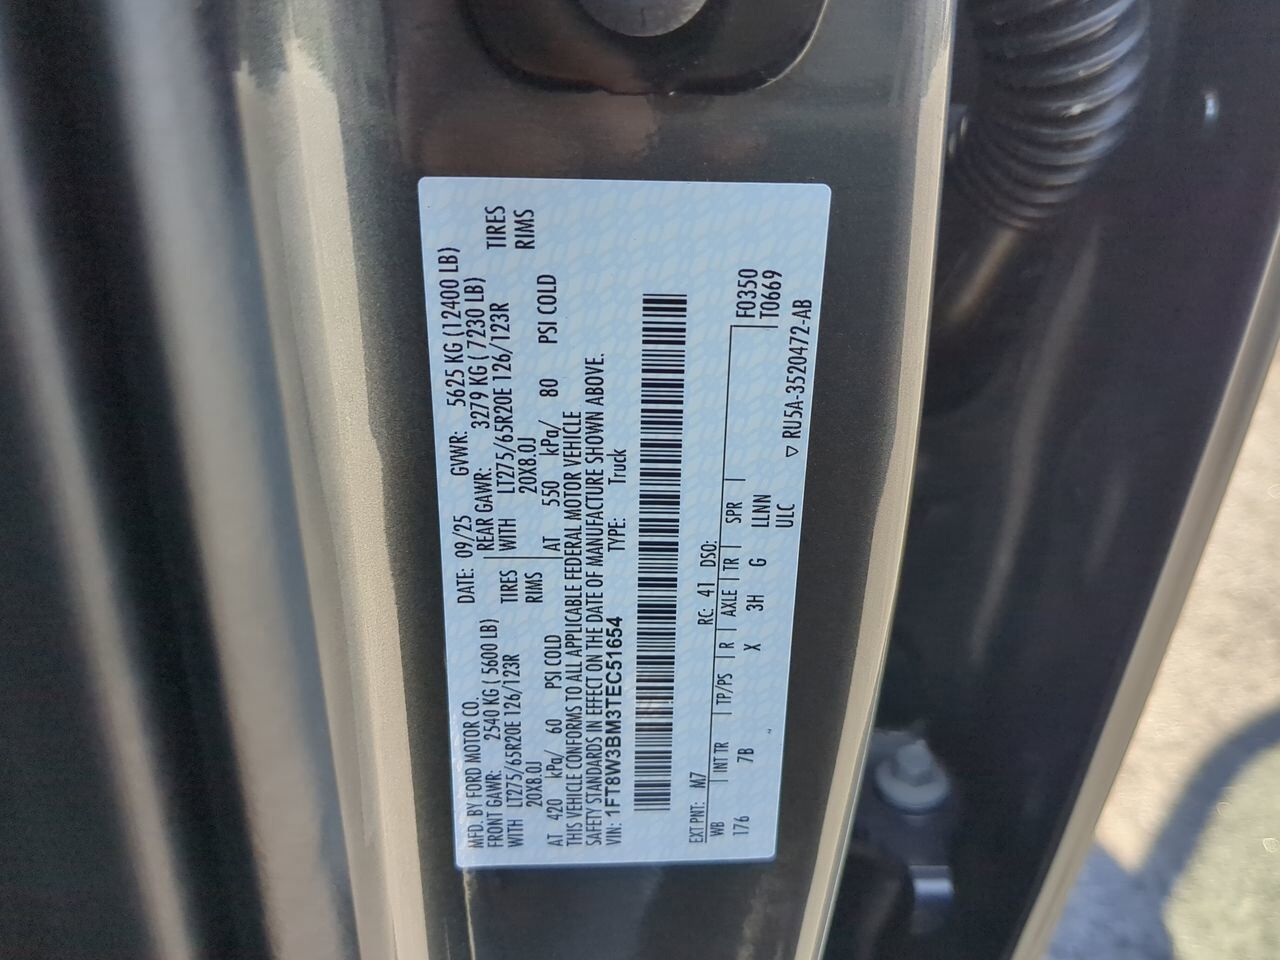 MFD. BY FORD MOTOR CO.
DATE: 09/25 GVWR: 5625 KG (12400 LB)
FRONT GAWR: 2540 KG ( 5600 LB) REAR GAWR: 3279 KG ( 7230 LB)
WITH LT275/65R20E 126/123R TIRES WITH LT275/65R20E 126/123R TIRES
20X8.0J RIMS 20X8.0J RIMS
AT 420 kPa/ 60 PSI COLD AT 550 kPa/ 80 PSI COLD
THIS VEHICLE CONFORMS TO ALL APPLICABLE FEDERAL MOTOR VEHICLE
SAFETY STANDARDS IN EFFECT ON THE DATE OF MANUFACTURE SHOWN ABOVE.
VIN: 1FT8W3BM3TEC51654 TYPE: Truck
EXT PNT: M7 RC: 41 DSO:
WB INT TR TP/PS R AXLE TR SPR F0350
176 7B X 3H G LLNN T0669
ULC
▽ RU5A-3520472-AB